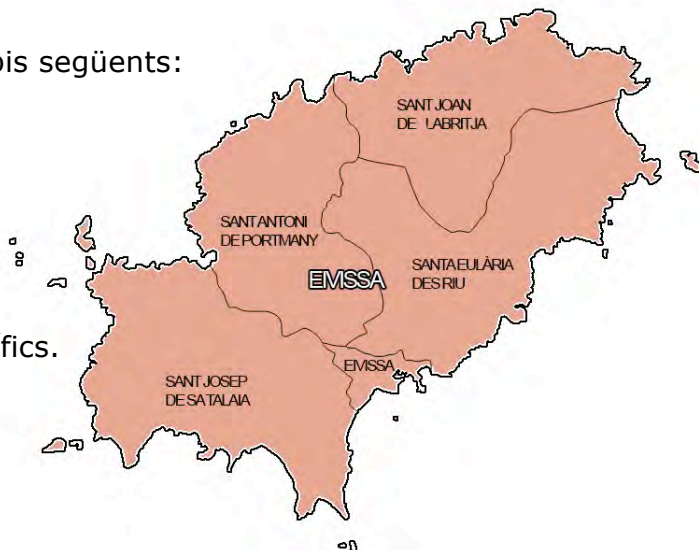 ois següents:
SANT JOAN
DE LABRITJA
SANT ANTONI
DE PORTMANY
EIVISSA
SANTA EULÀRIA
DES RIU
fics.
EIVISSA
SANT JOSEP
DE SA TALAIA